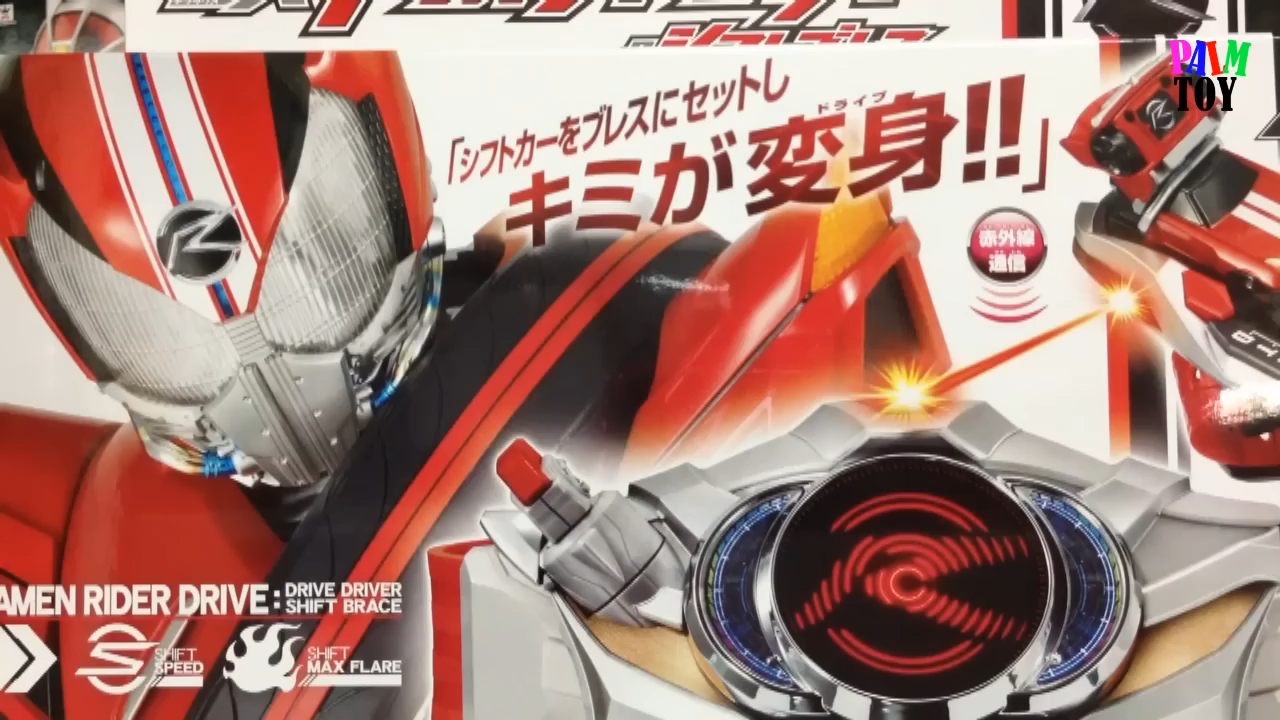 PALM
TOY
「シフトカーをブレスにセットし
ドライブ
キミが変身!!」
赤外線
通信
AMEN RIDER DRIVE:
DRIVE DRIVER
SHIFT BRACE
SHIFT
SPEED
SHIFT
MAX FLARE